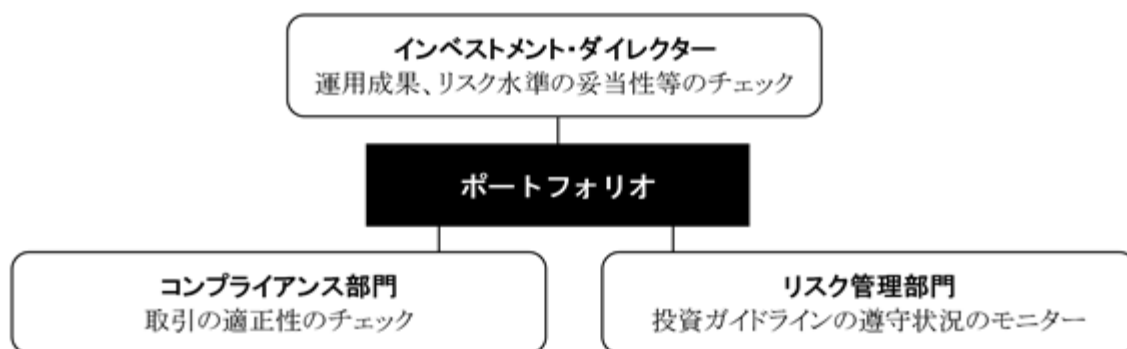 インベストメント・ダイレクター
運用成果、リスク水準の妥当性等のチェック
ポートフォリオ
コンプライアンス部門
取引の適正性のチェック
リスク管理部門
投資ガイドラインの遵守状況のモニター